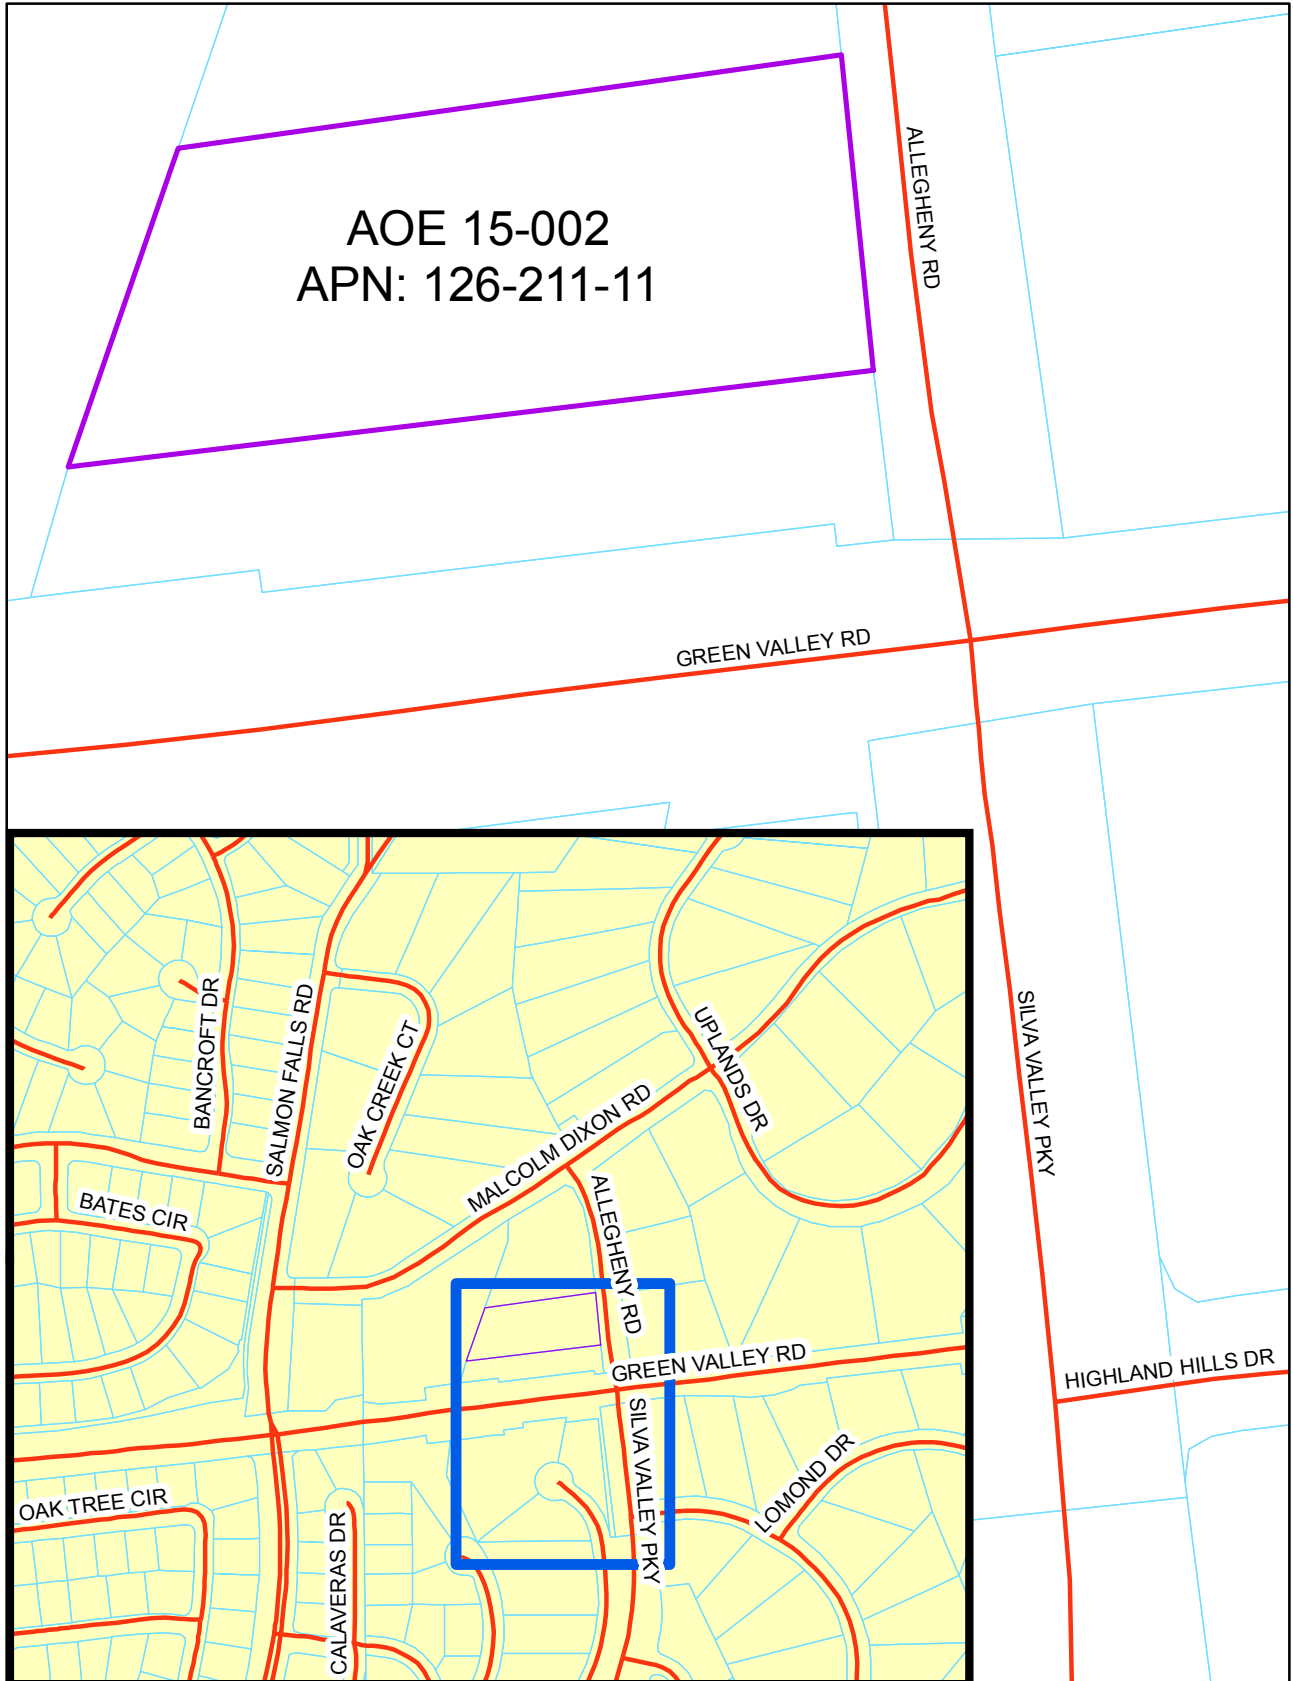 ALLEGHENY RD
AOE 15-002
APN: 126-211-11
GREEN VALLEY RD
SILVA VALLEY PKY
HIGHLAND HILLS DR
BANCROFT DR
SALMON FALLS RD
OAK CREEK CT
UPLANDS DR
MALCOLM DIXON RD
BATES CIR
ALLEGHENY RD
GREEN VALLEY RD
SILVA VALLEY PKY
LOMOND DR
OAK TREE CIR
CALAVERAS DR